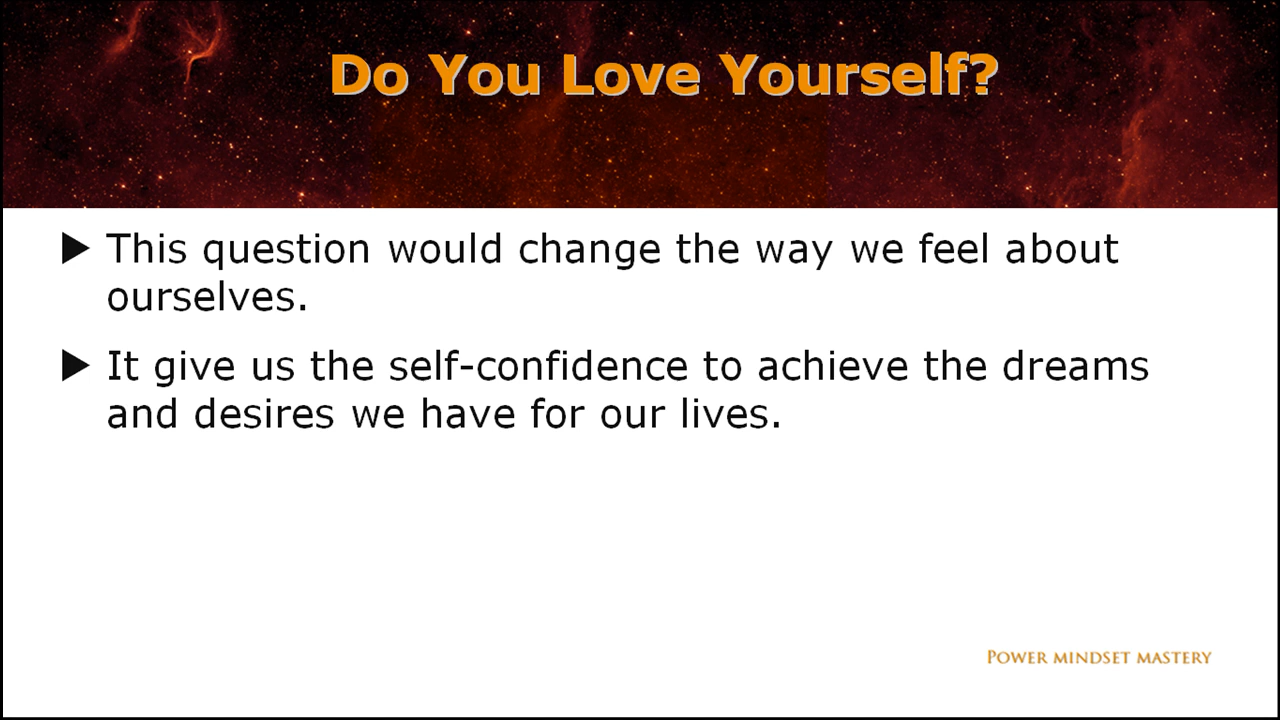 Do You Love Yourself?
▶ This question would change the way we feel about
ourselves.
▶ It give us the self-confidence to achieve the dreams
and desires we have for our lives.
POWER MINDSET MASTERY